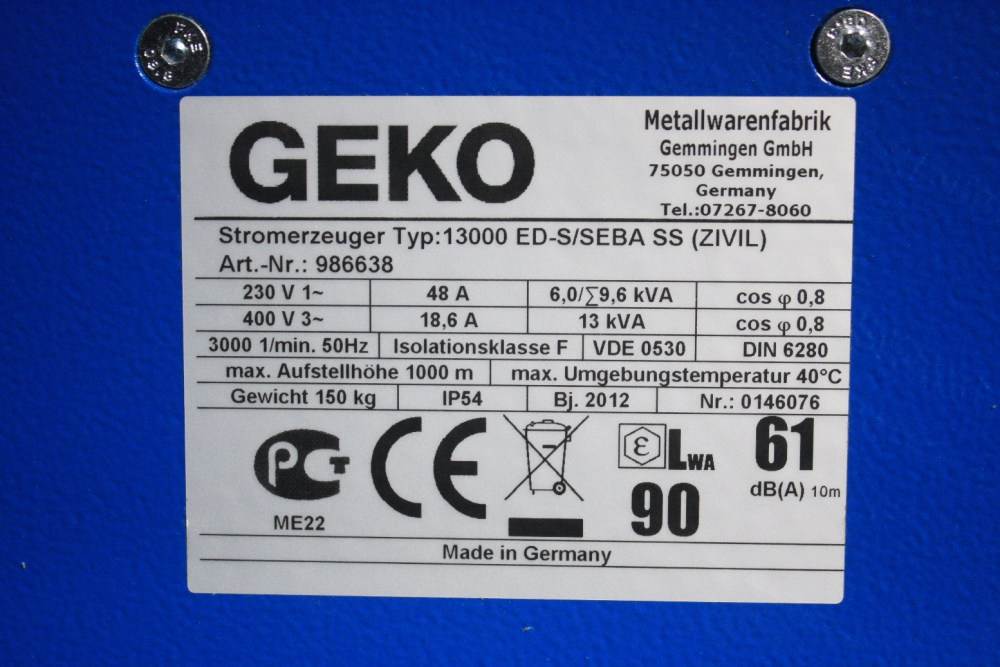 GEKO
Metallwarenfabrik
Gemmingen GmbH
75050 Gemmingen,
Germany
Tel.:07267-8060
Stromerzeuger Typ:13000 ED-S/SEBA SS (ZIVIL)
Art.-Nr.: 986638
230 V 1~ 48 A 6,0/∑9,6 kVA cos φ 0,8
400 V 3~ 18,6 A 13 kVA cos φ 0,8
3000 1/min. 50Hz Isolationsklasse F VDE 0530 DIN 6280
max. Aufstellhöhe 1000 m max. Umgebungstemperatur 40°C
Gewicht 150 kg IP54 Bj. 2012 Nr.: 0146076
PCT CE ε LWA 61
ME22 90 dB(A) 10m
Made in Germany